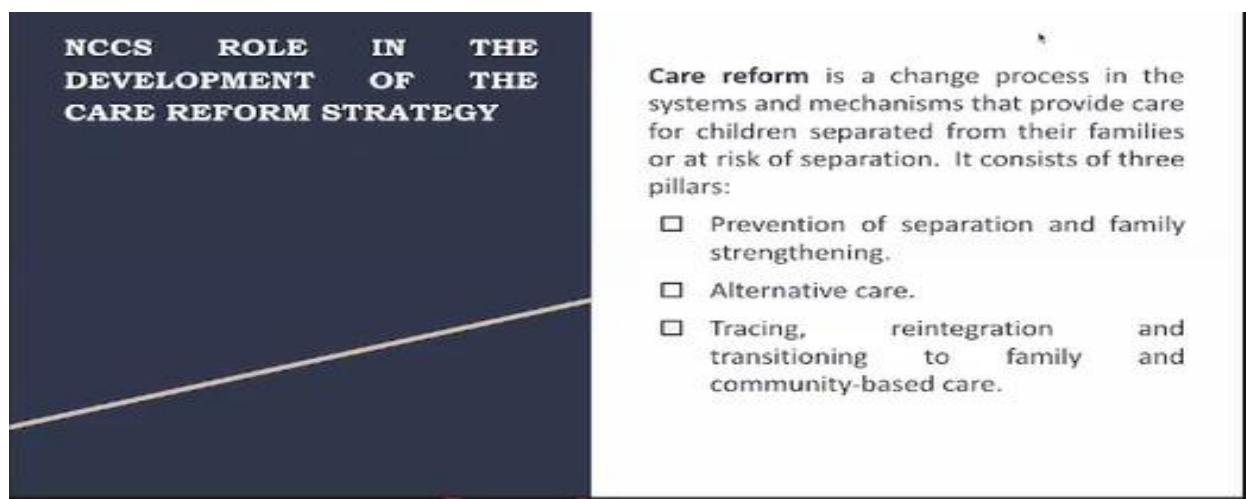 NCCS ROLE IN THE
DEVELOPMENT OF THE
CARE REFORM STRATEGY
Care reform is a change process in the
systems and mechanisms that provide care
for children separated from their families
or at risk of separation. It consists of three
pillars:
☐ Prevention of separation and family
strengthening.
☐ Alternative care.
☐ Tracing, reintegration and
transitioning to family and
community-based care.